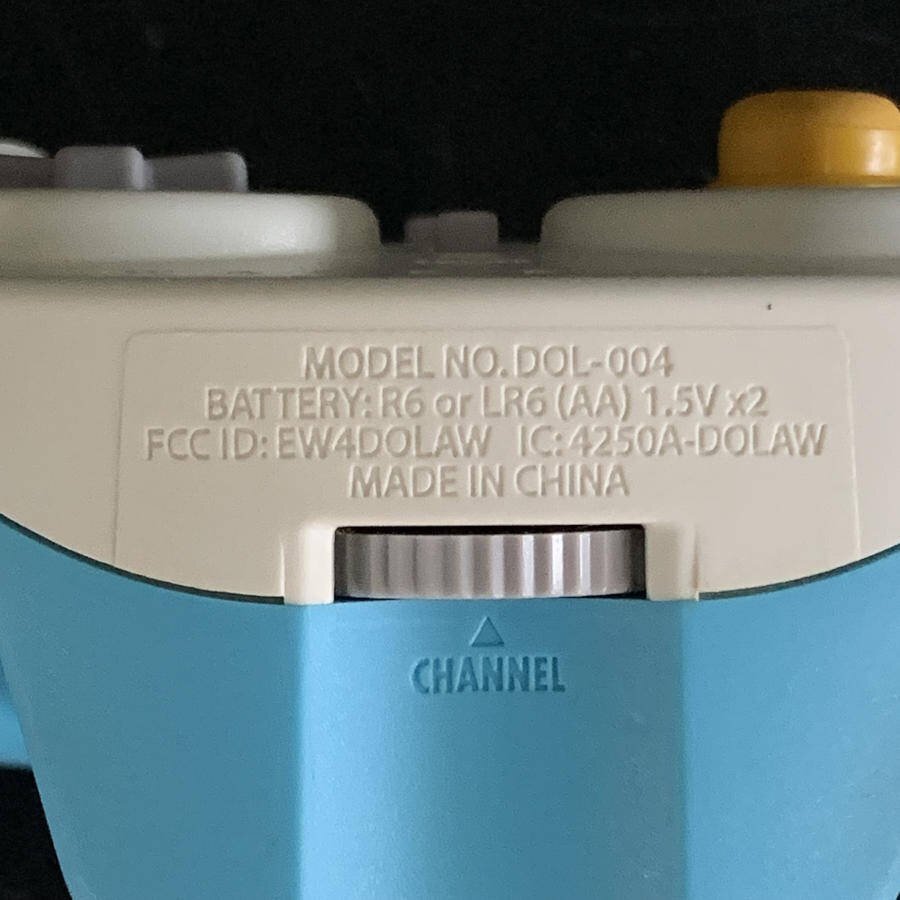 MODEL NO. DOL-004
BATTERY: R6 or LR6 (AA) 1.5V x2
FCC ID: EW4DOLAW IC: 4250A-DOLAW
MADE IN CHINA
CHANNEL